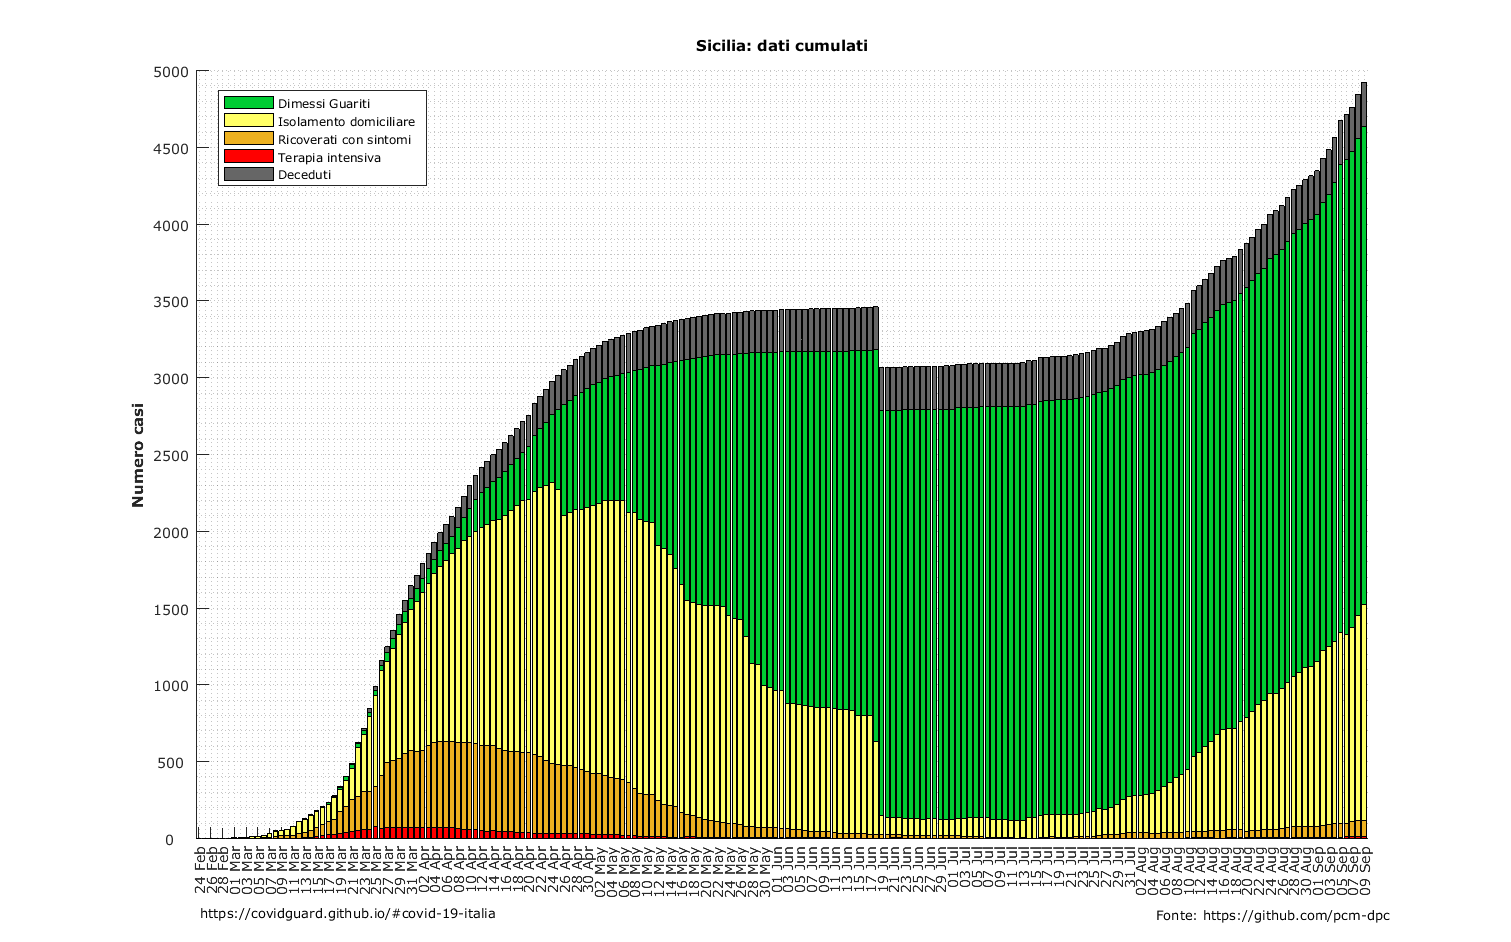 Sicilia: dati cumulati
5000
4500
4000
3500
3000
2500
2000
1500
1000
500
0
Numero casi
Dimessi Guariti
Isolamento domiciliare
Ricoverati con sintomi
Terapia intensiva
Deceduti
24 Feb
26 Feb
28 Feb
01 Mar
03 Mar
05 Mar
07 Mar
09 Mar
11 Mar
13 Mar
15 Mar
17 Mar
19 Mar
21 Mar
23 Mar
25 Mar
27 Mar
29 Mar
31 Mar
02 Apr
04 Apr
06 Apr
08 Apr
10 Apr
12 Apr
14 Apr
16 Apr
18 Apr
20 Apr
22 Apr
24 Apr
26 Apr
28 Apr
30 Apr
02 May
04 May
06 May
08 May
10 May
12 May
14 May
16 May
18 May
20 May
22 May
24 May
26 May
28 May
30 May
01 Jun
03 Jun
05 Jun
07 Jun
09 Jun
11 Jun
13 Jun
15 Jun
17 Jun
19 Jun
21 Jun
23 Jun
25 Jun
27 Jun
29 Jun
01 Jul
03 Jul
05 Jul
07 Jul
09 Jul
11 Jul
13 Jul
15 Jul
17 Jul
19 Jul
21 Jul
23 Jul
25 Jul
27 Jul
29 Jul
31 Jul
02 Aug
04 Aug
06 Aug
08 Aug
10 Aug
12 Aug
14 Aug
16 Aug
18 Aug
20 Aug
22 Aug
24 Aug
26 Aug
28 Aug
30 Aug
01 Sep
03 Sep
05 Sep
07 Sep
09 Sep
https://covidguard.github.io/#covid-19-italia
Fonte: https://github.com/pcm-dpc